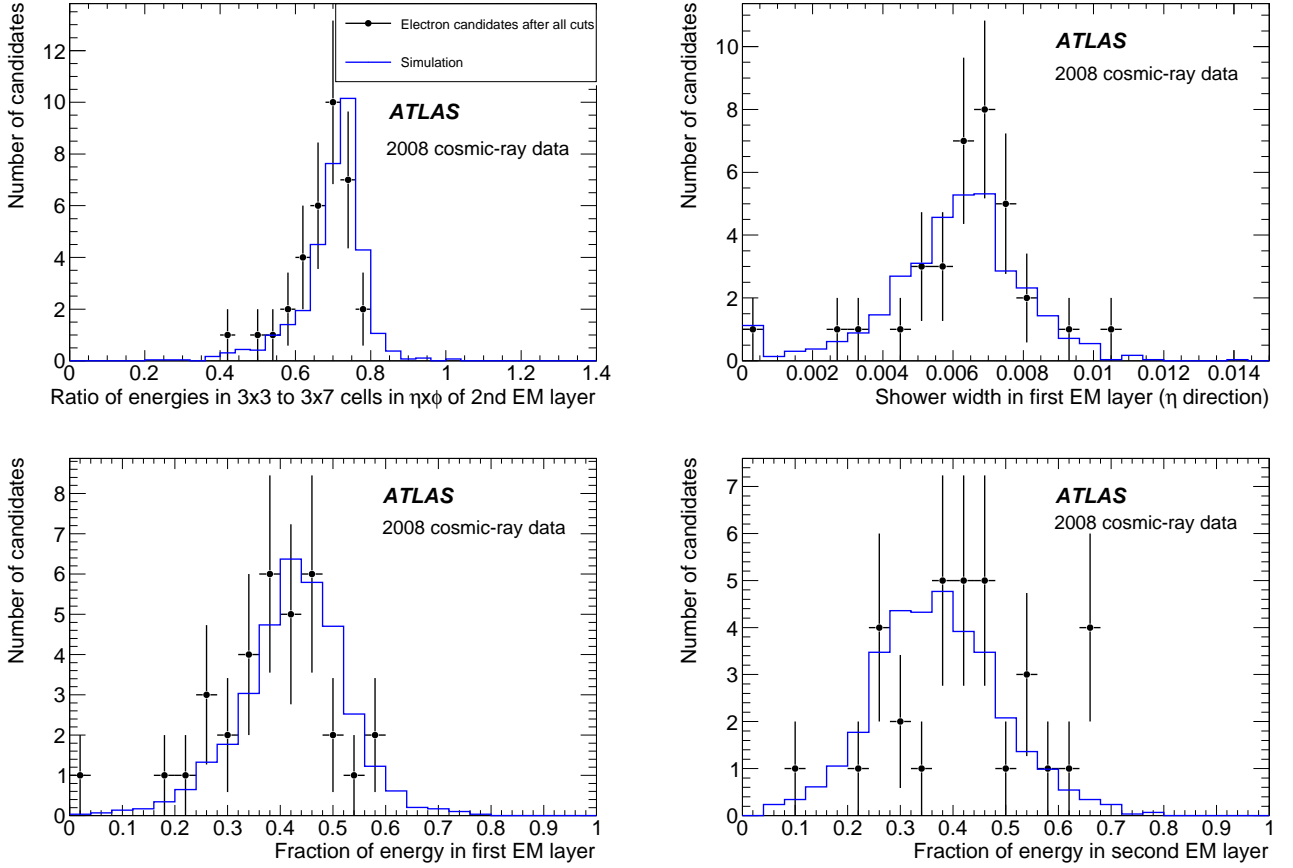 Number of candidates
12
10
8
6
4
2
0
Electron candidates after all cuts
Simulation
ATLAS
2008 cosmic-ray data
0 0.2 0.4 0.6 0.8 1 1.2 1.4
Ratio of energies in 3x3 to 3x7 cells in ηxϕ of 2nd EM layer
Number of candidates
10
8
6
4
2
0
ATLAS
2008 cosmic-ray data
0.002 0.004 0.006 0.008 0.01 0.012 0.014
Shower width in first EM layer (η direction)
Number of candidates
8
7
6
5
4
3
2
1
0
ATLAS
2008 cosmic-ray data
0 0.1 0.2 0.3 0.4 0.5 0.6 0.7 0.8 0.9 1
Fraction of energy in first EM layer
Number of candidates
7
6
5
4
3
2
1
0
ATLAS
2008 cosmic-ray data
0.1 0.2 0.3 0.4 0.5 0.6 0.7 0.8 0.9 1
Fraction of energy in second EM layer